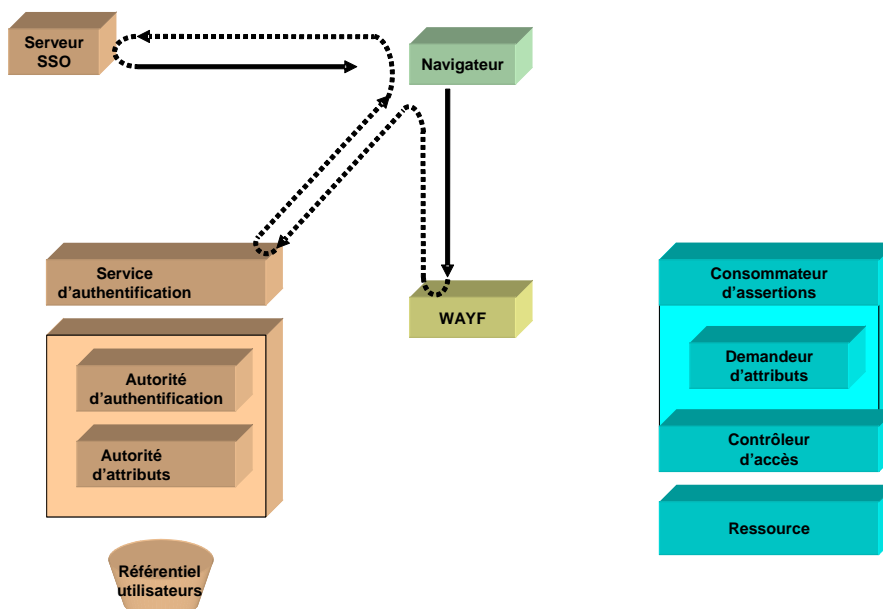 Serveur
SSO
Navigateur
Service
d'authentification
WAYF
Consommateur
d'assertions
Autorité
d'authentification
Demandeur
d'attributs
Autorité
d'attributs
Contrôleur
d'accès
Ressource
Référentiel
utilisateurs